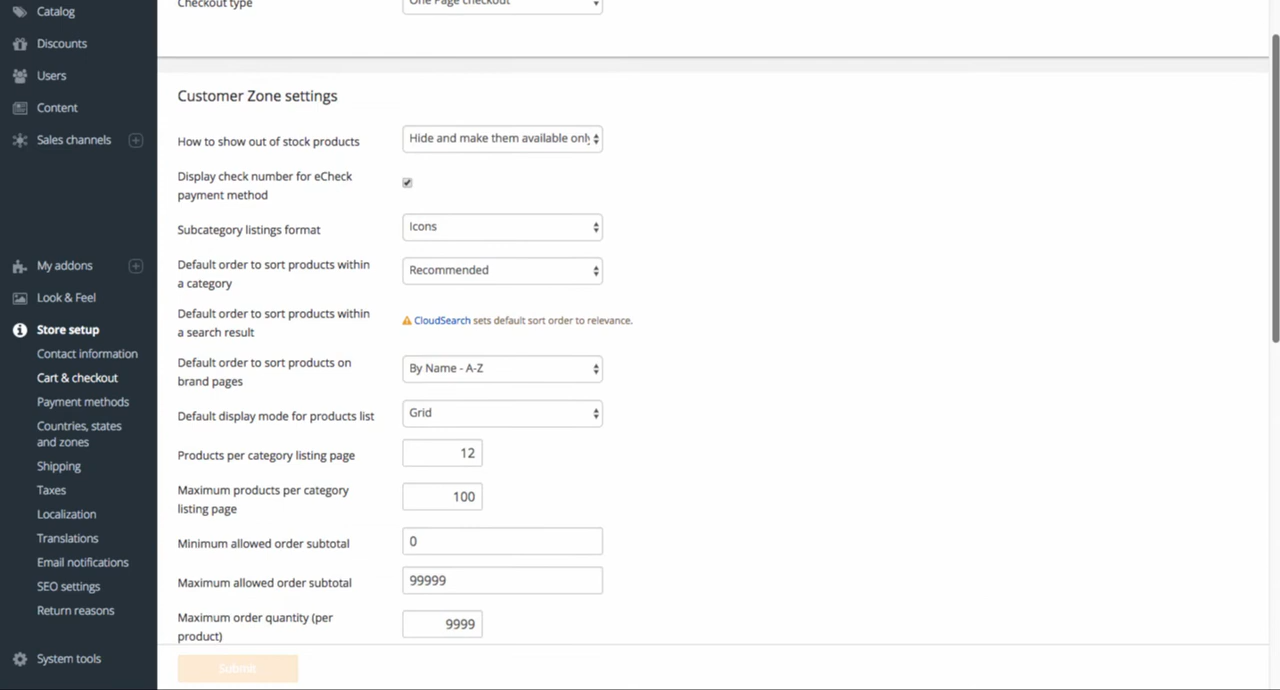 Catalog
Discounts
Users
Content
Sales channels
My addons
Look & Feel
Store setup
Contact information
Cart & checkout
Payment methods
Countries, states
and zones
Shipping
Taxes
Localization
Translations
Email notifications
SEO settings
Return reasons
System tools
Checkout type
One Page checkout
Customer Zone settings
How to show out of stock products
Hide and make them available only
Display check number for eCheck
payment method
Subcategory listings format
Icons
Default order to sort products within
a category
Recommended
Default order to sort products within
a search result
CloudSearch sets default sort order to relevance.
Default order to sort products on
brand pages
By Name - A-Z
Default display mode for products list
Grid
Products per category listing page
12
Maximum products per category
listing page
100
Minimum allowed order subtotal
0
Maximum allowed order subtotal
99999
Maximum order quantity (per
product)
9999
Submit